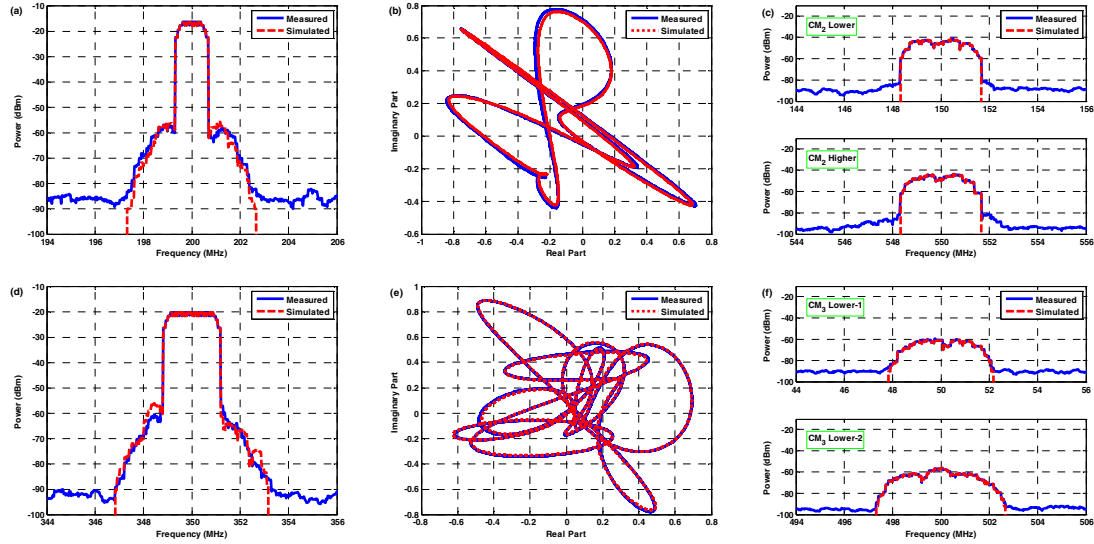 (a)
-10
-20
-30
-40
-50
-60
-70
-80
-90
-100
Power (dBm)
194 196 198 200 202 204 206
Frequency (MHz)
Measured
Simulated
(b)
0.8
0.6
0.4
0.2
0
-0.2
-0.4
-0.6
Imaginary Part
-1 -0.8 -0.6 -0.4 -0.2 0 0.2 0.4 0.6 0.8
Real Part
Measured
Simulated
(c)
-20
-40
-60
-80
-100
Power (dBm)
CM2 Lower
Measured
Simulated
144 146 148 150 152 154 156
-20
-40
-60
-80
-100
Power (dBm)
CM2 Higher
544 546 548 550 552 554 556
Frequency (MHz)
(d)
-10
-20
-30
-40
-50
-60
-70
-80
-90
-100
Power (dBm)
344 346 348 350 352 354 356
Frequency (MHz)
Measured
Simulated
(e)
1
0.8
0.6
0.4
0.2
0
-0.2
-0.4
-0.6
-0.8
Imaginary Part
-0.8 -0.6 -0.4 -0.2 0 0.2 0.4 0.6 0.8
Real Part
Measured
Simulated
(f)
-20
-40
-60
-80
-100
Power (dBm)
CM3 Lower-1
Measured
Simulated
44 46 48 50 52 54 56
-20
-40
-60
-80
-100
Power (dBm)
CM3 Lower-2
494 496 498 500 502 504 506
Frequency (MHz)